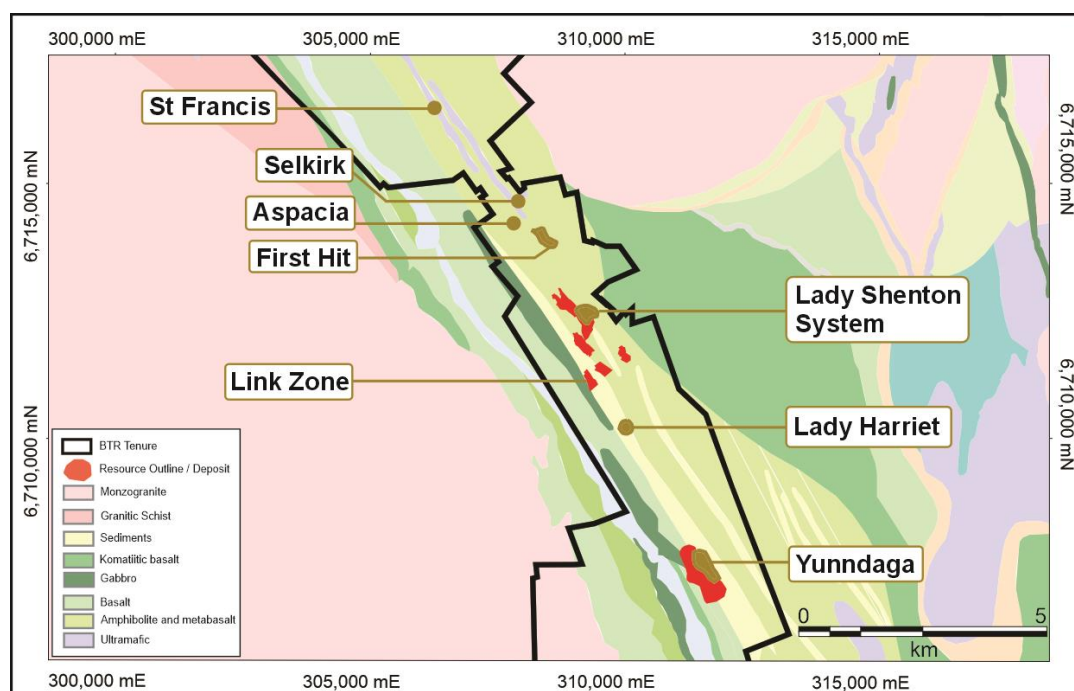 300,000 mE
305,000 mE
310,000 mE
315,000 mE
6,715,000 mN
6,715,000 mN
St Francis
Selkirk
Aspacia
First Hit
Lady Shenton
System
Link Zone
Lady Harriet
6,710,000 mN
6,710,000 mN
BTR Tenure
Resource Outline / Deposit
Monzogranite
Granitic Schist
Sediments
Komatiitic basalt
Gabbro
Basalt
Amphibolite and metabasalt
Ultramafic
Yunndaga
0
5
km
300,000 mE
305,000 mE
310,000 mE
315,000 mE